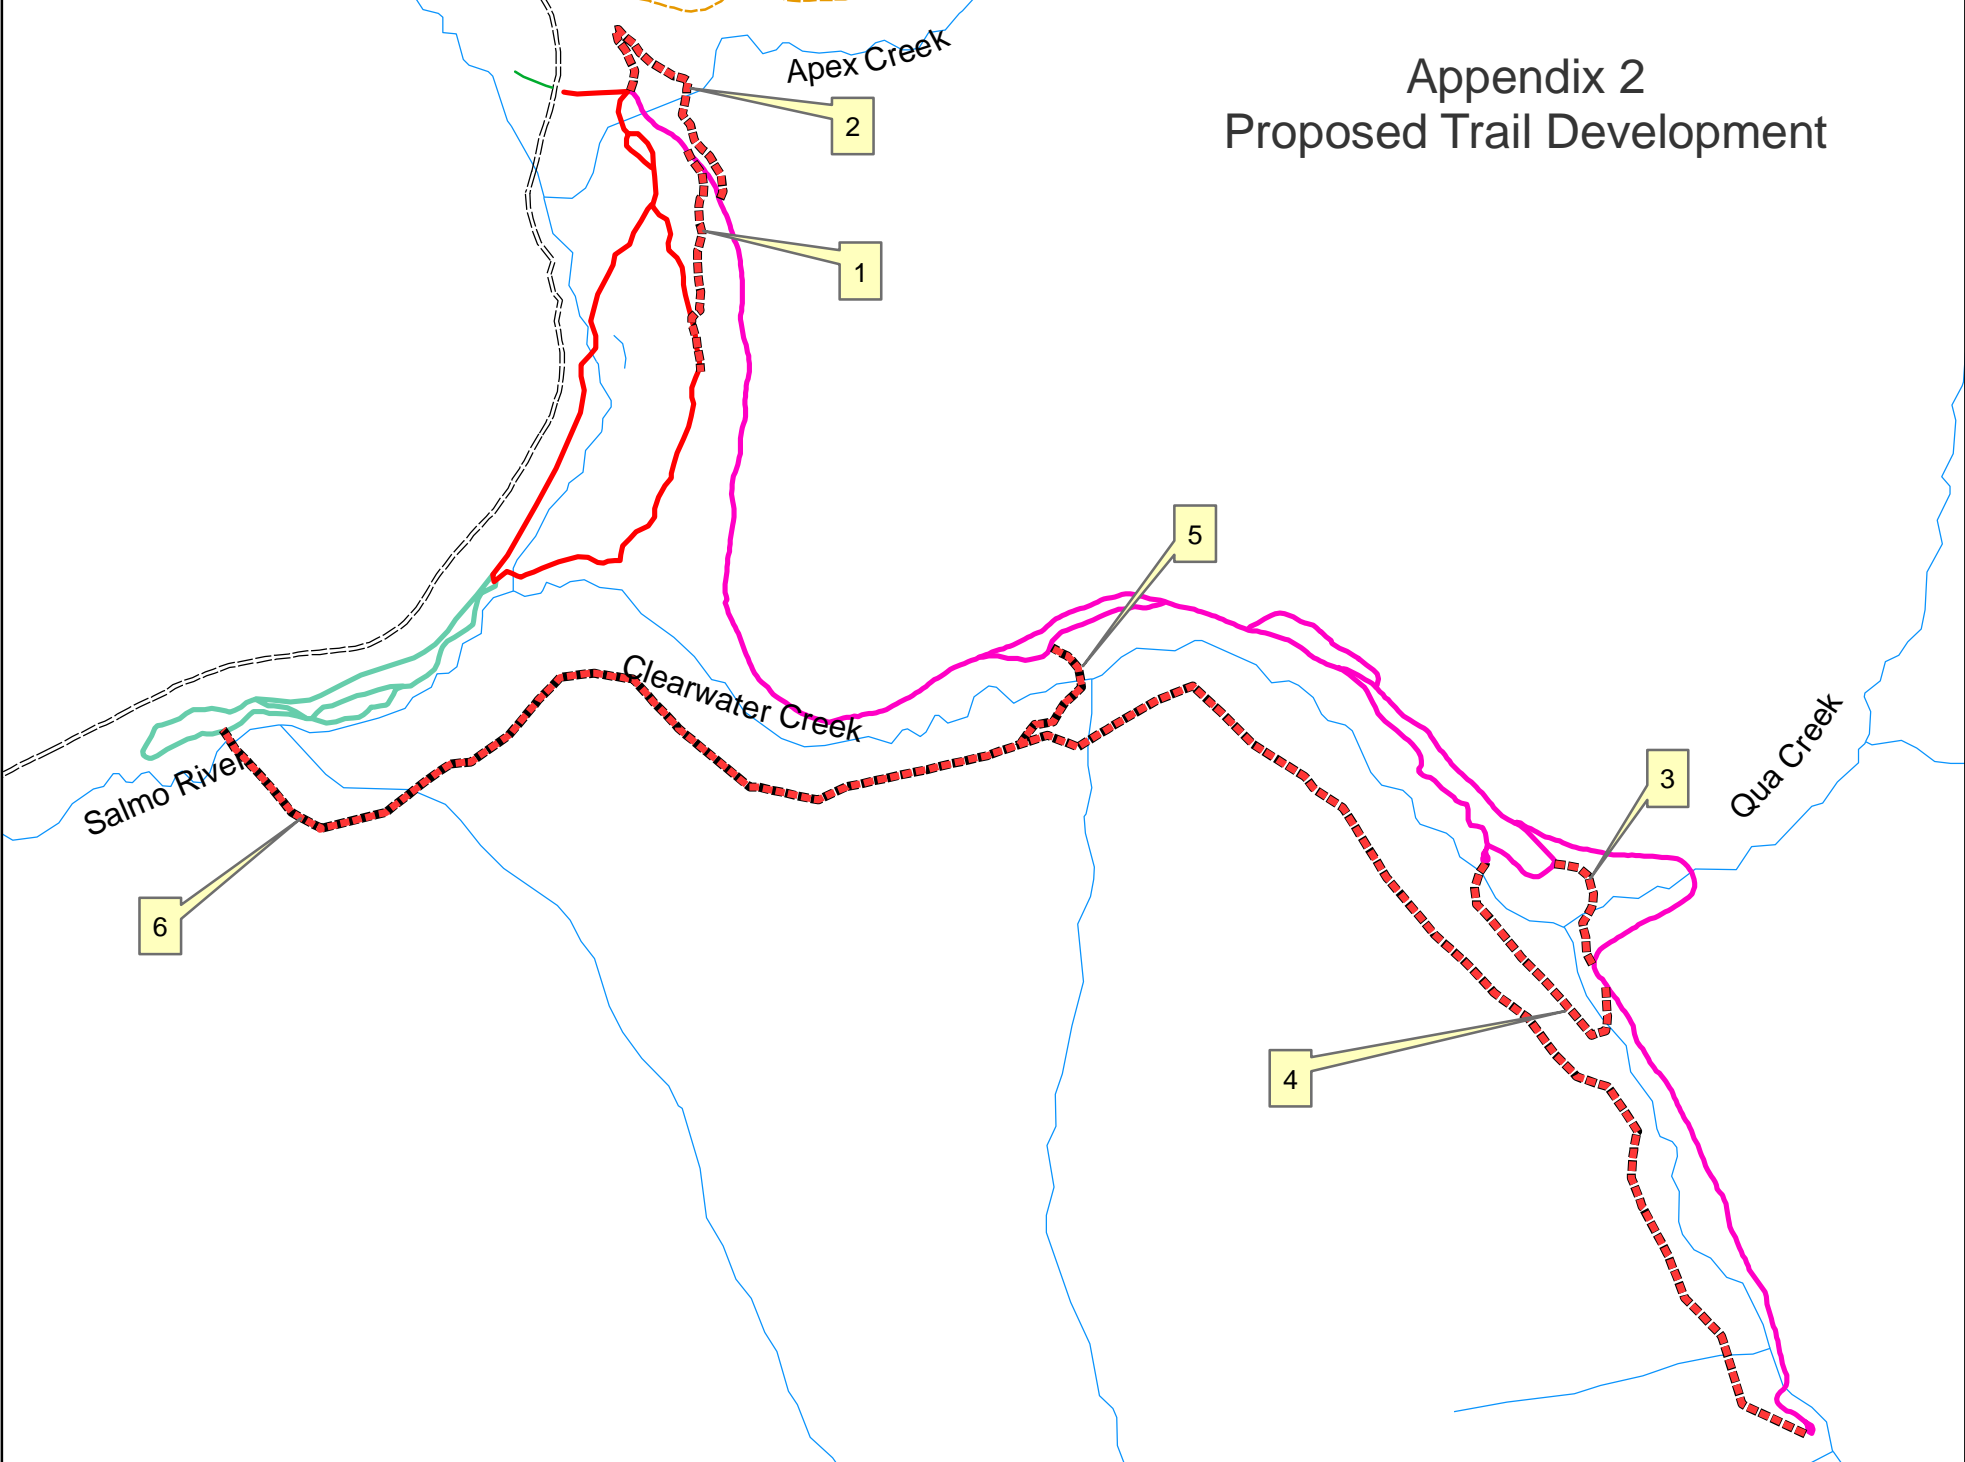 Appendix 2
Proposed Trail Development
Apex Creek
2
1
5
Clearwater Creek
3
Qua Creek
Salmo River
6
4